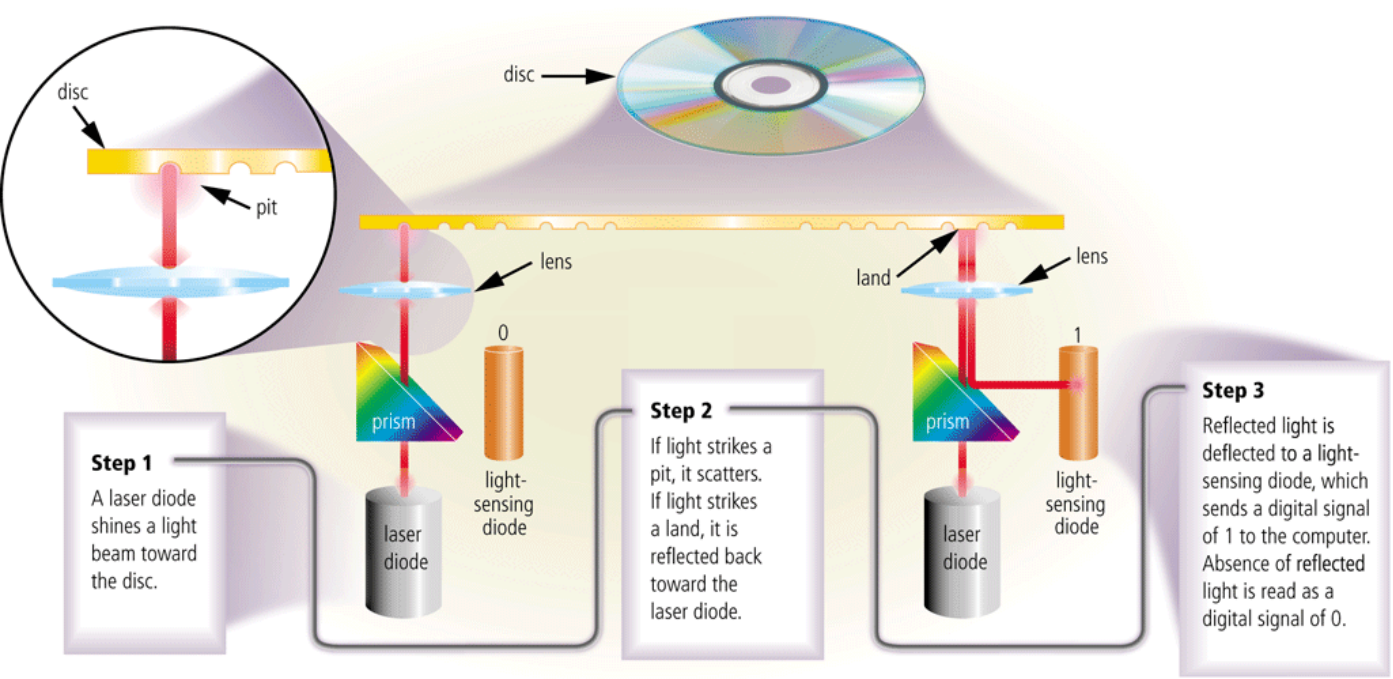 disc
pit
disc
lens
land
lens
0
1
prism
prism
light-
sensing
diode
light-
sensing
diode
laser
diode
laser
diode
Step 1
A laser diode
shines a light
beam toward
the disc.
Step 2
If light strikes a
pit, it scatters.
If light strikes
a land, it is
reflected back
toward the
laser diode.
Step 3
Reflected light is
deflected to a light-
sensing diode, which
sends a digital signal
of 1 to the computer.
Absence of reflected
light is read as a
digital signal of 0.